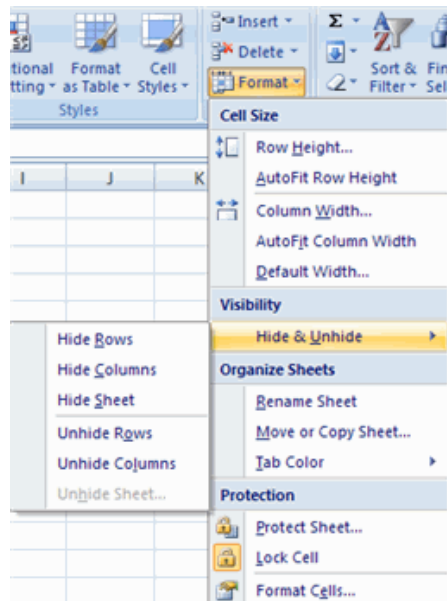 Insert
Σ
Delete
tional Format Cell
Sort & Fin
tting as Table Styles
Format
Filter Sel
Styles
Cell Size
Row Height...
I J K
AutoFit Row Height
Column Width...
AutoFit Column Width
Default Width...
Visibility
Hide & Unhide
Hide Rows
Hide Columns
Hide Sheet
Unhide Rows
Unhide Columns
Unhide Sheet...
Organize Sheets
Rename Sheet
Move or Copy Sheet...
Tab Color
Protection
Protect Sheet...
Lock Cell
Format Cells...